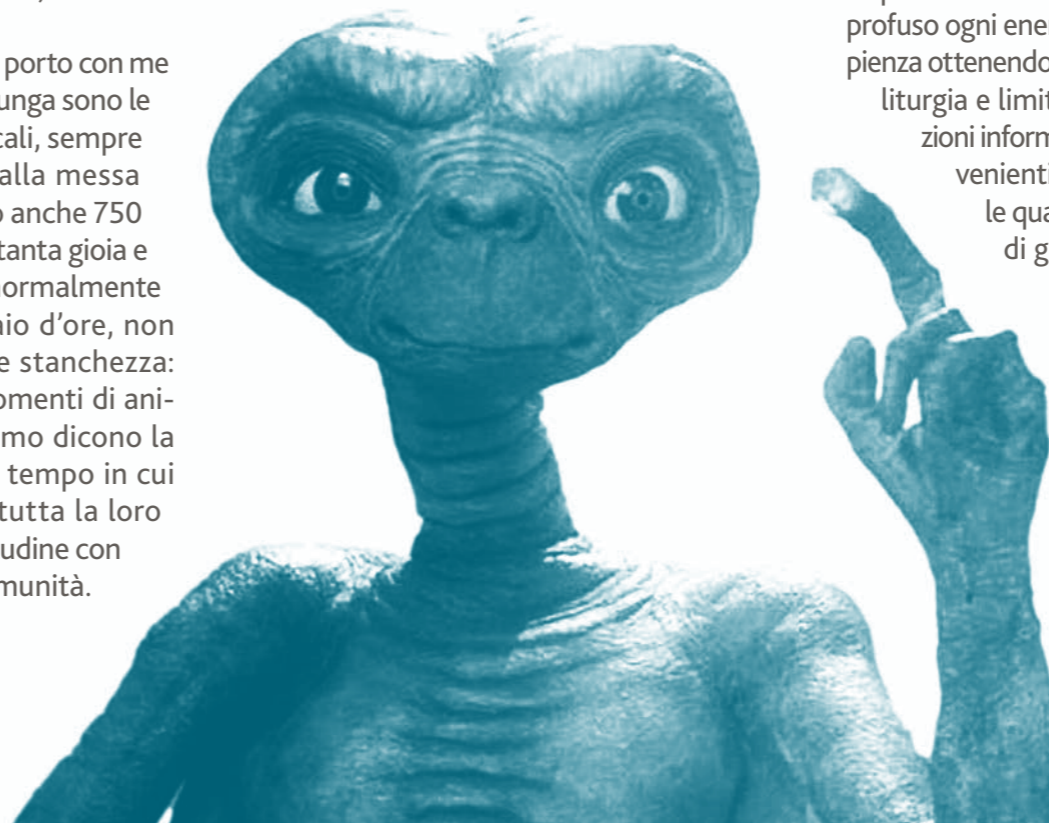 porto con me
unga sono le
cali, sempre
alla messa
o anche 750
tanta gioia e
normalmente
aio d'ore, non
e stanchezza:
omenti di ani-
mo dicono la
tempo in cui
tutta la loro
udine con
munità.
profuso ogni ener
pienza ottenendo
liturgia e limit
zioni inform
venienti
le qua
di g